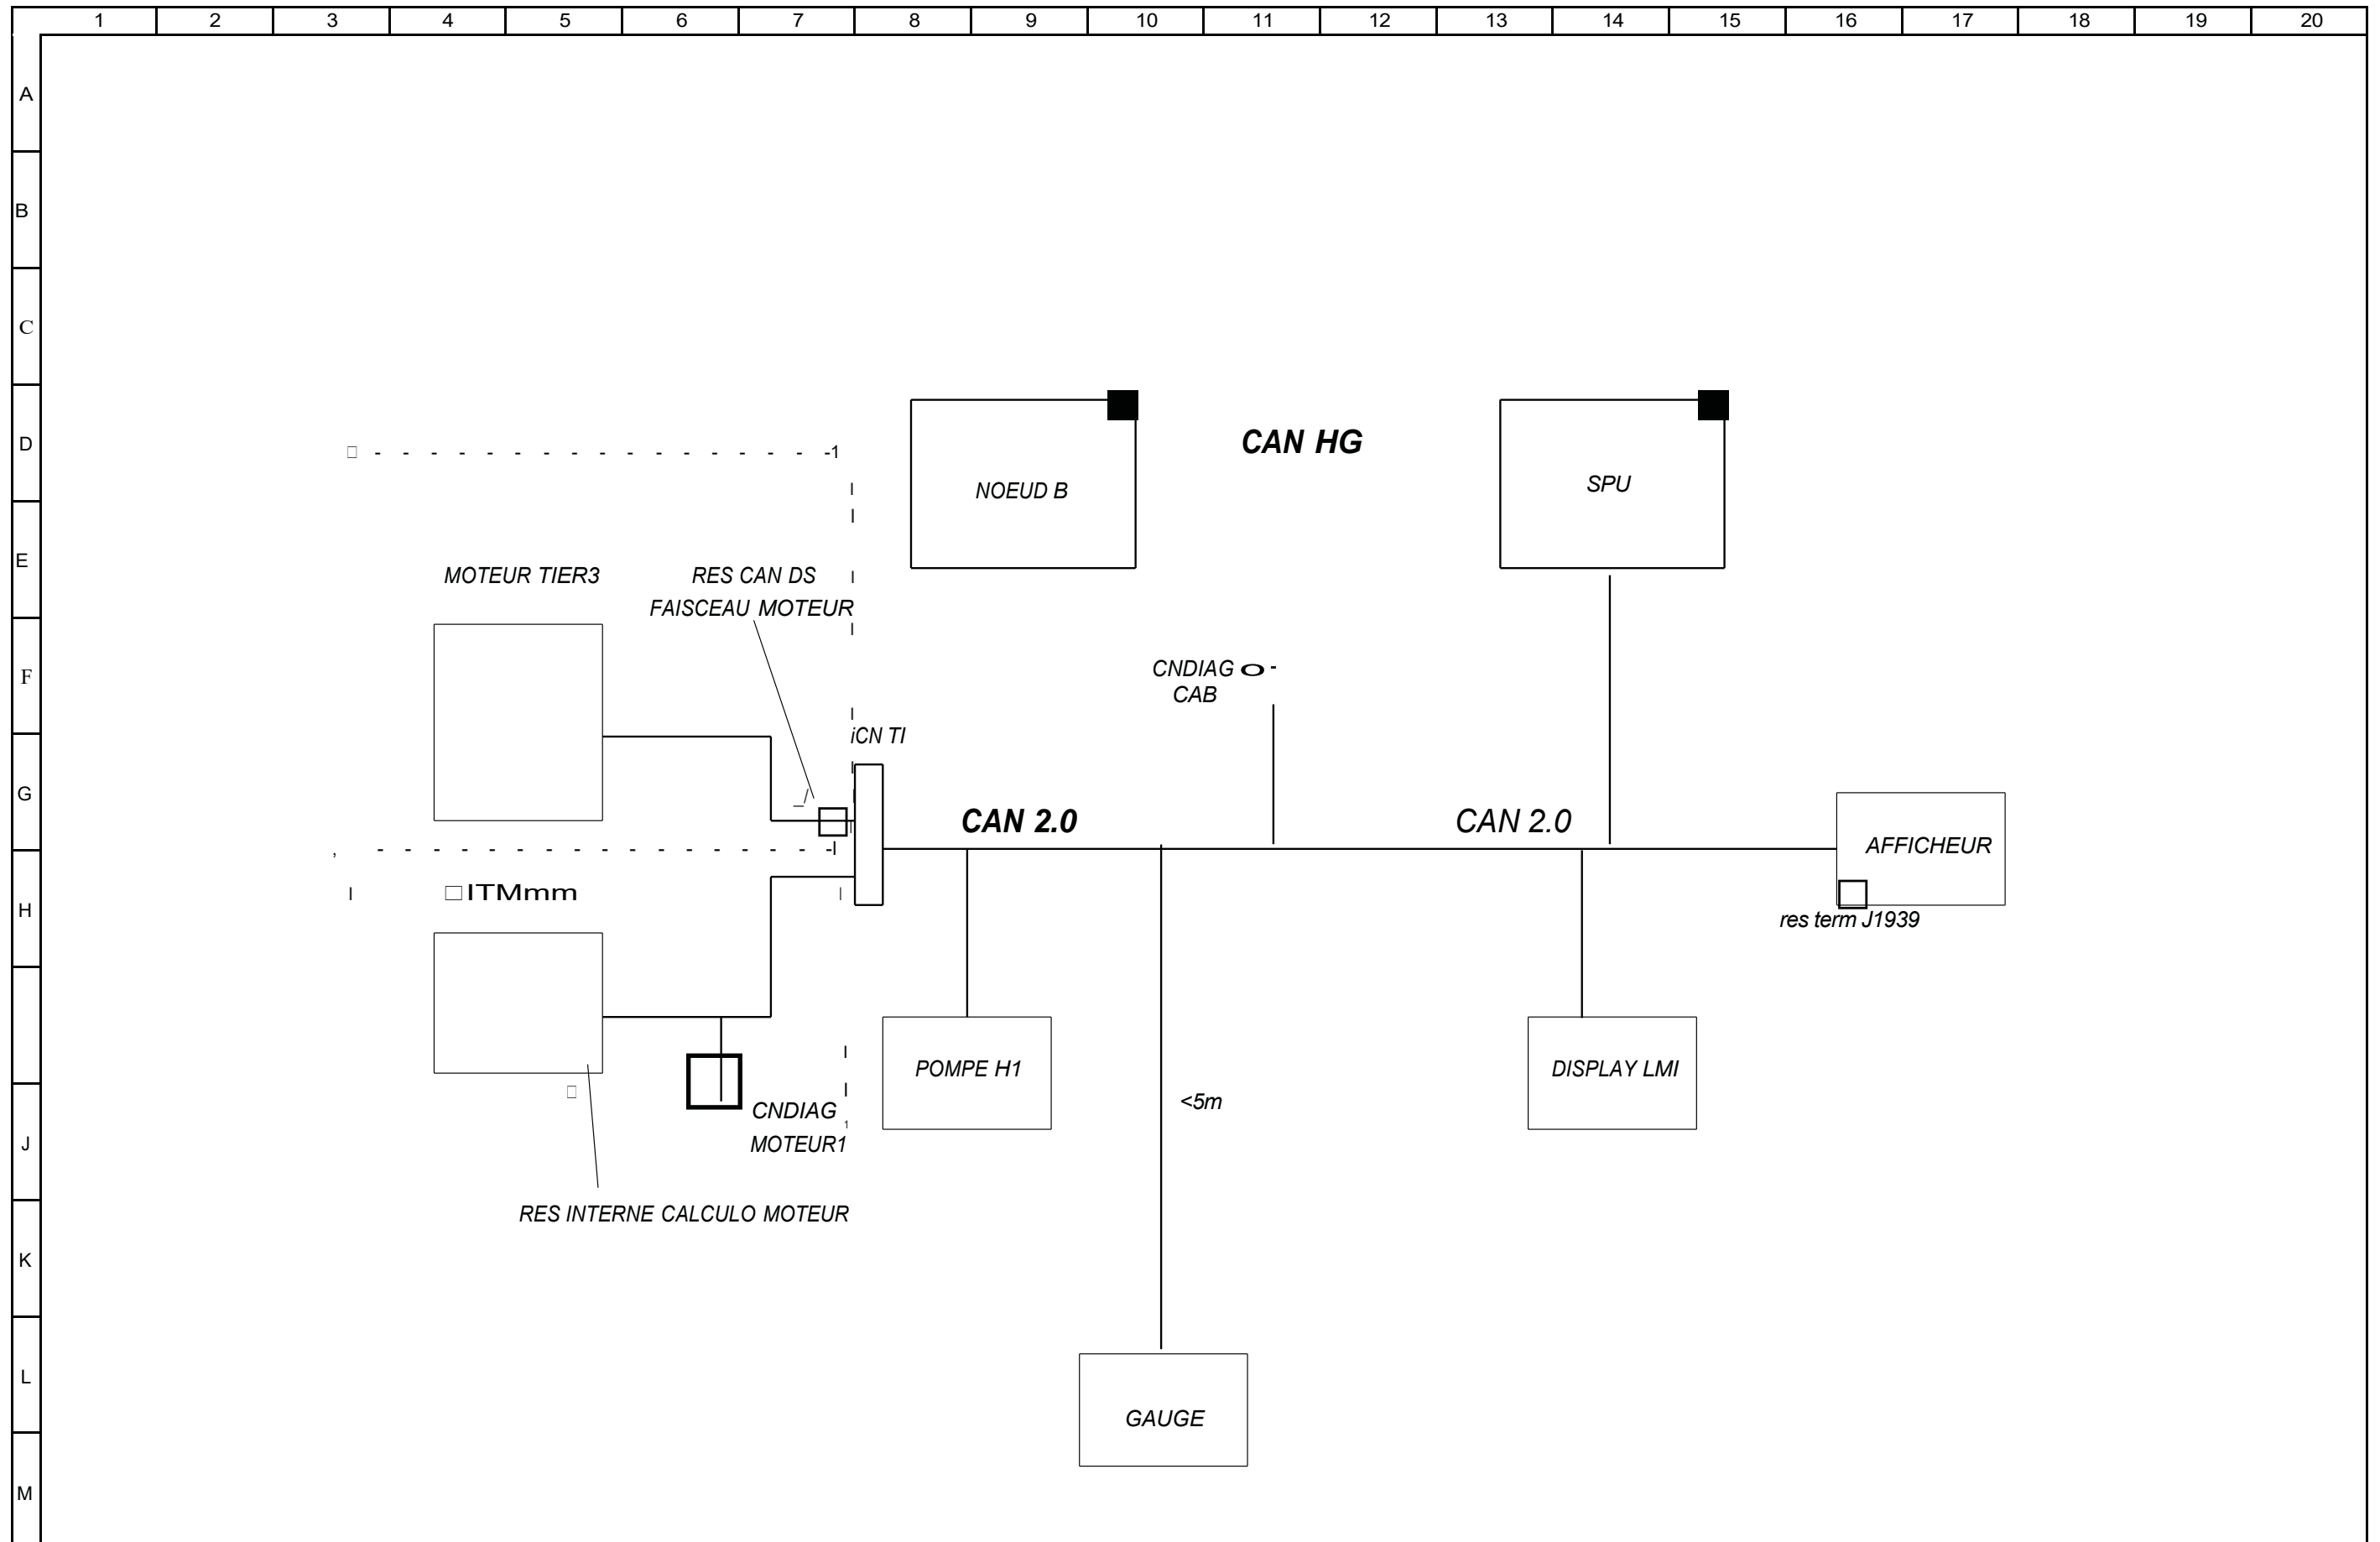 1 2 3 4 5 6 7 8 9 10 11 12 13 14 15 16 17 18 19 20
A
B
C
D
E
F
G
H
J
K
L
M
CAN HG
NOEUD B
SPU
MOTEUR TIER3
RES CAN DS
FAISCEAU MOTEUR
CNDIAG
CAB
iCN TI
CAN 2.0
CAN 2.0
AFFICHEUR
ITMmm
res term J1939
POMPE H1
DISPLAY LMI
<5m
CNDIAG
MOTEUR1
RES INTERNE CALCULO MOTEUR
GAUGE